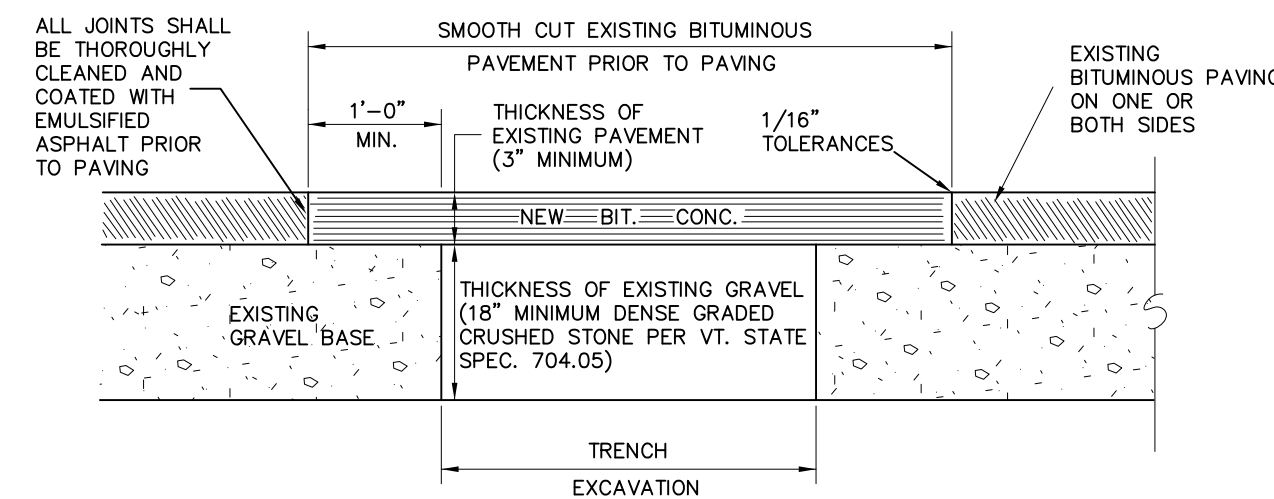 ALL JOINTS SHALL
BE THOROUGHLY
CLEANED AND
COATED WITH
EMULSIFIED
ASPHALT PRIOR
TO PAVING
SMOOTH CUT EXISTING BITUMINOUS
PAVEMENT PRIOR TO PAVING
EXISTING
BITUMINOUS PAVING
ON ONE OR
BOTH SIDES
1'-0"
MIN.
THICKNESS OF
EXISTING PAVEMENT
(3" MINIMUM)
1/16"
TOLERANCES
NEW BIT. CONC.
EXISTING
GRAVEL BASE
THICKNESS OF EXISTING GRAVEL
(18" MINIMUM DENSE GRADED
CRUSHED STONE PER VT. STATE
SPEC. 704.05)
TRENCH
EXCAVATION